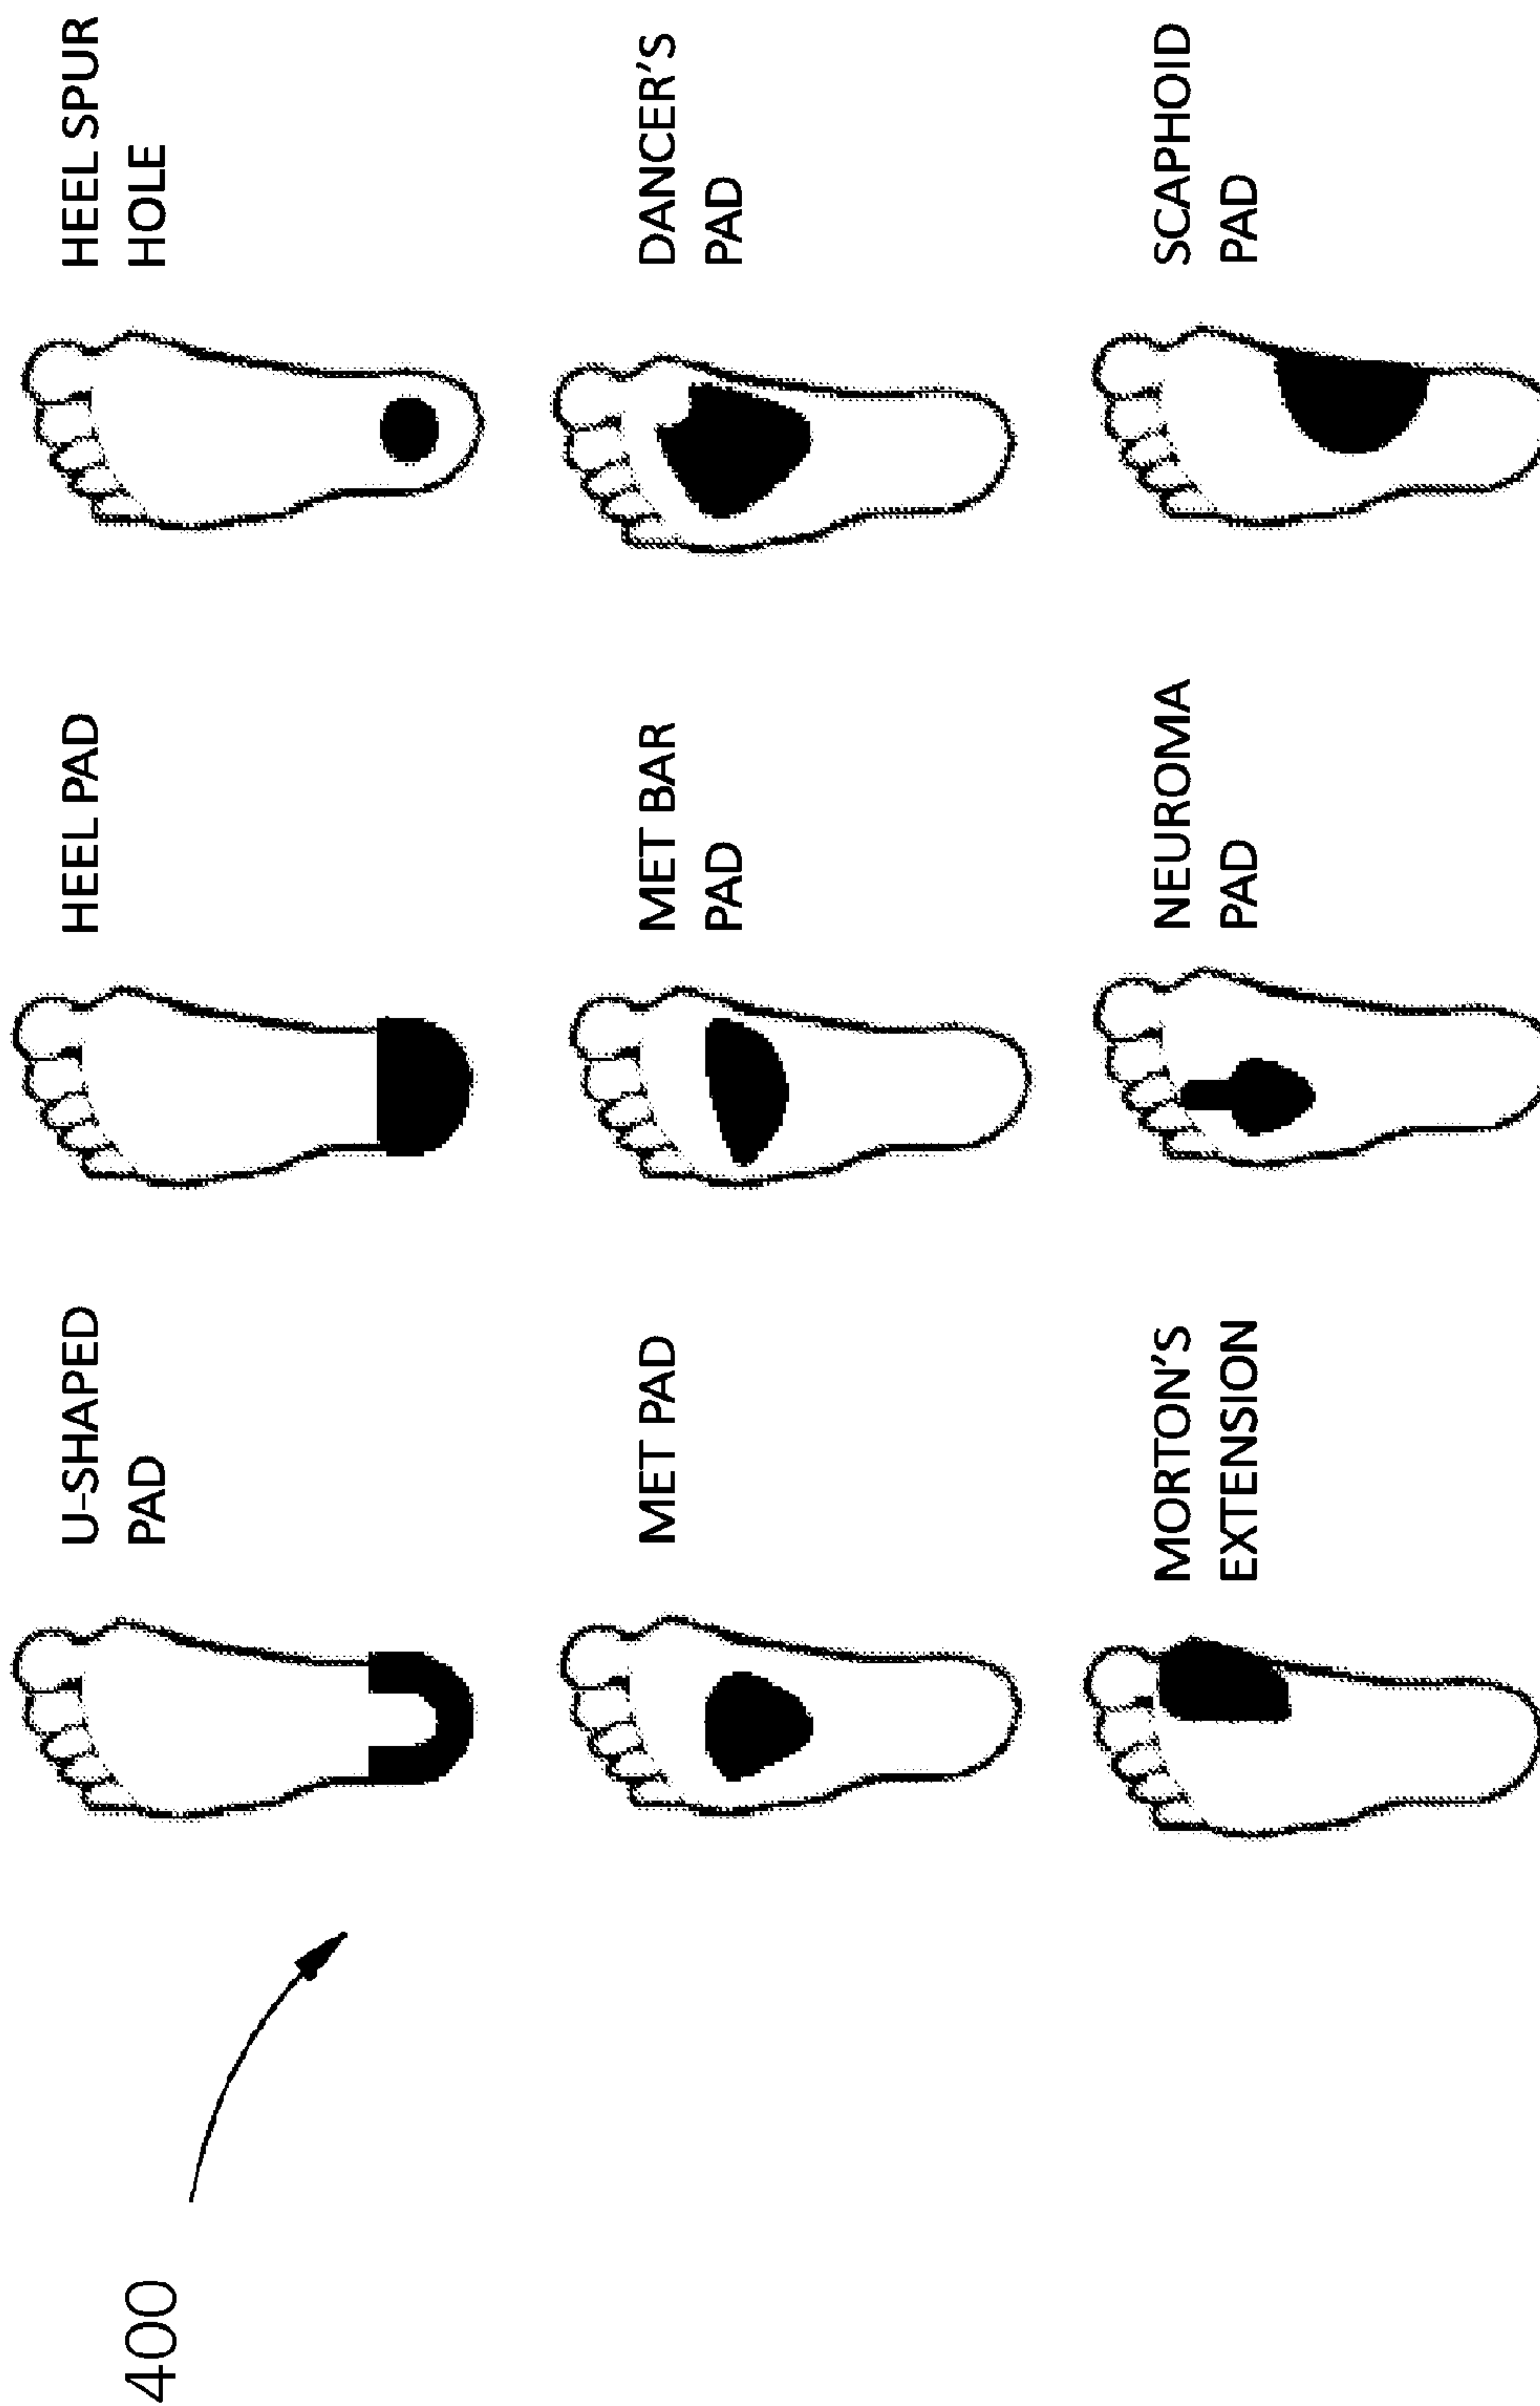 400
U-SHAPED
PAD
HEEL PAD
HEEL SPUR
HOLE
MET PAD
MET BAR
PAD
DANCER'S
PAD
MORTON'S
EXTENSION
NEUROMA
PAD
SCAPHOID
PAD